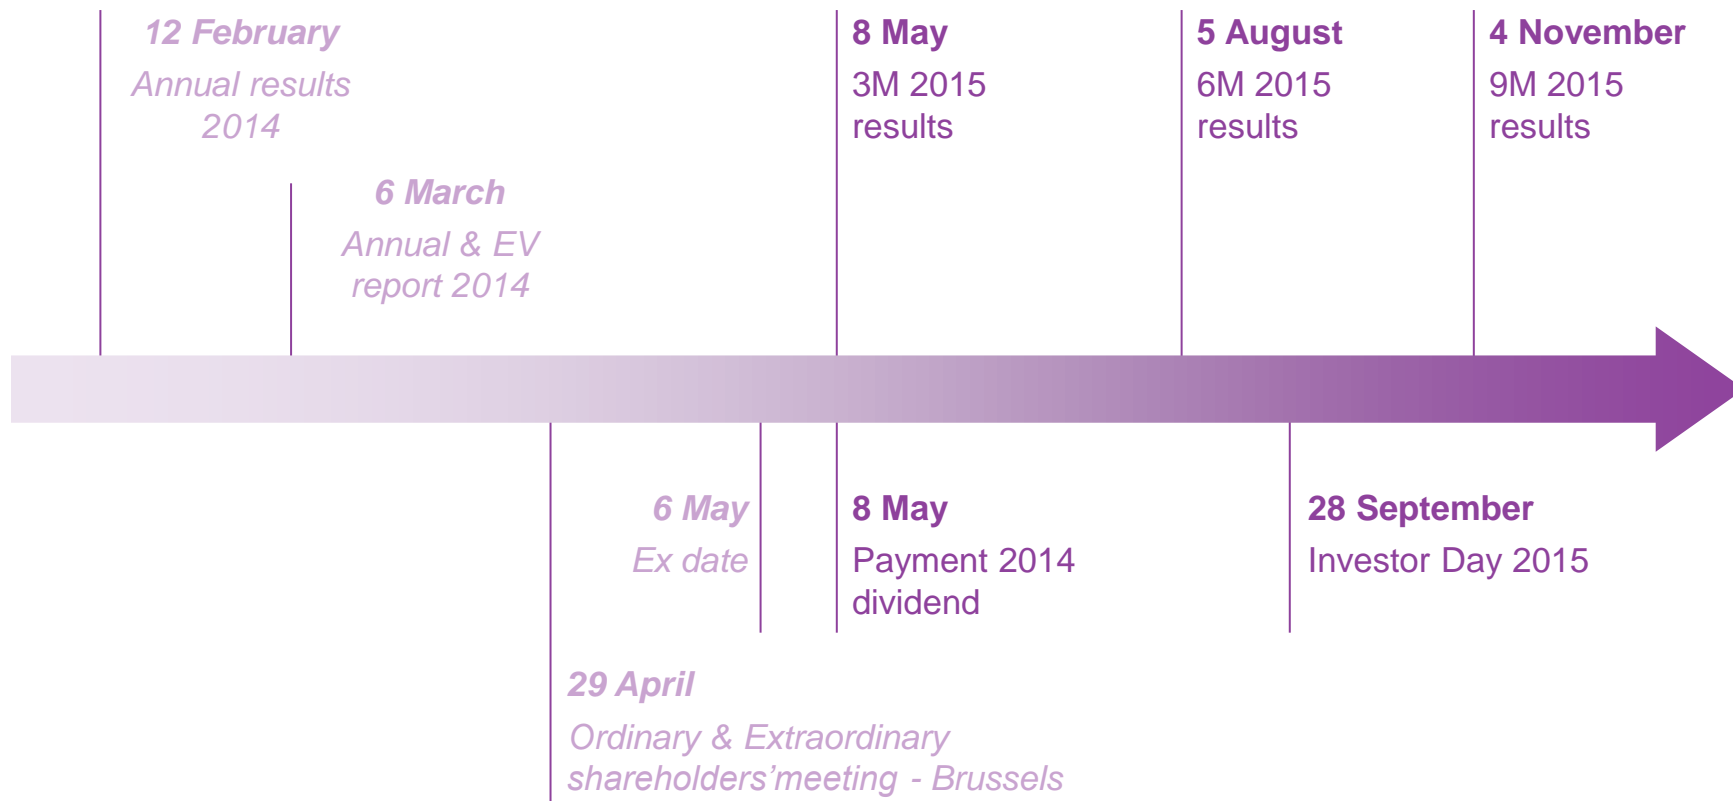 12 February
Annual results
2014
6 March
Annual & EV
report 2014
8 May
3M 2015
results
5 August
6M 2015
results
4 November
9M 2015
results
6 May
Ex date
8 May
Payment 2014
dividend
28 September
Investor Day 2015
29 April
Ordinary & Extraordinary
shareholders’meeting - Brussels